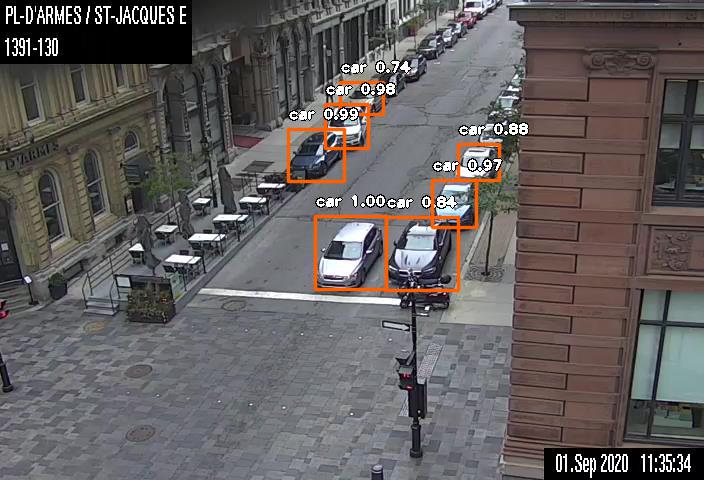 PL-D'ARMES / ST-JACQUES E
1391-130
car 0.74
car 0.98
car 0.99
car 0.88
car 0.97
car 1.00
car 0.84
D'ARMES
01.Sep 2020 11:35:34